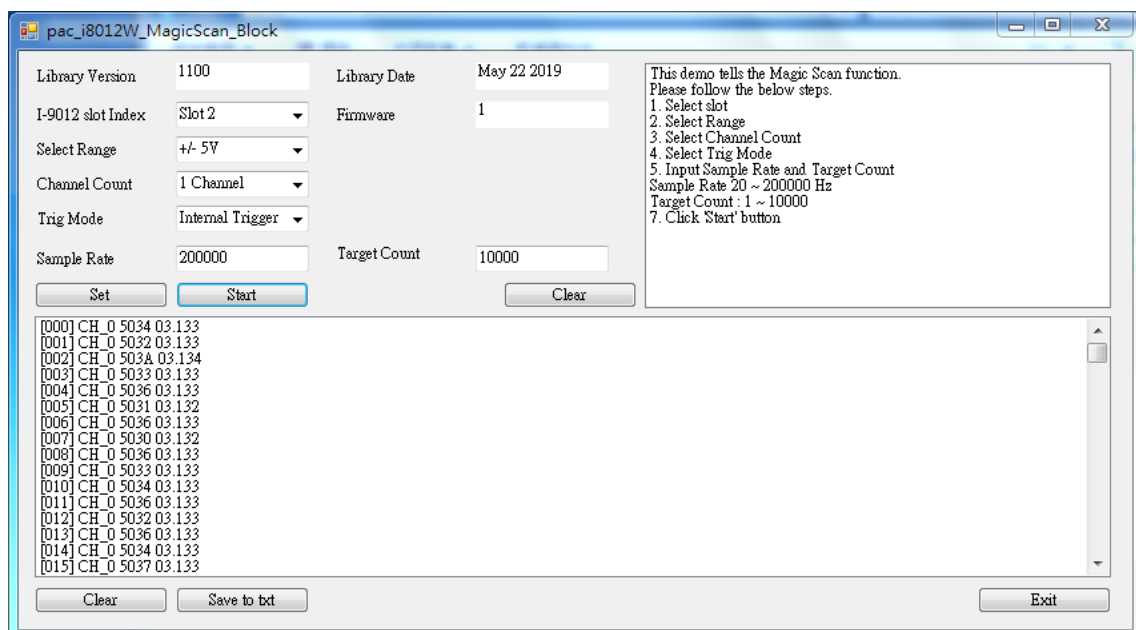 pac_i8012W_MagicScan_Block
Library Version 1100 Library Date May 22 2019
I-9012 slot Index Slot 2 Firmware 1
Select Range +/- 5V
Channel Count 1 Channel
Trig Mode Internal Trigger
Sample Rate 200000 Target Count 10000
Set Start Clear
This demo tells the Magic Scan function.
Please follow the below steps.
1. Select slot
2. Select Range
3. Select Channel Count
4. Select Trig Mode
5. Input Sample Rate and Target Count
Sample Rate 20 ~ 200000 Hz
Target Count : 1 ~ 10000
7. Click 'Start' button
[000] CH_0 5034 03.133
[001] CH_0 5032 03.133
[002] CH_0 503A 03.134
[003] CH_0 5033 03.133
[004] CH_0 5036 03.133
[005] CH_0 5031 03.132
[006] CH_0 5036 03.133
[007] CH_0 5030 03.132
[008] CH_0 5036 03.133
[009] CH_0 5033 03.133
[010] CH_0 5034 03.133
[011] CH_0 5036 03.133
[012] CH_0 5032 03.133
[013] CH_0 5036 03.133
[014] CH_0 5034 03.133
[015] CH_0 5037 03.133
Clear Save to txt Exit